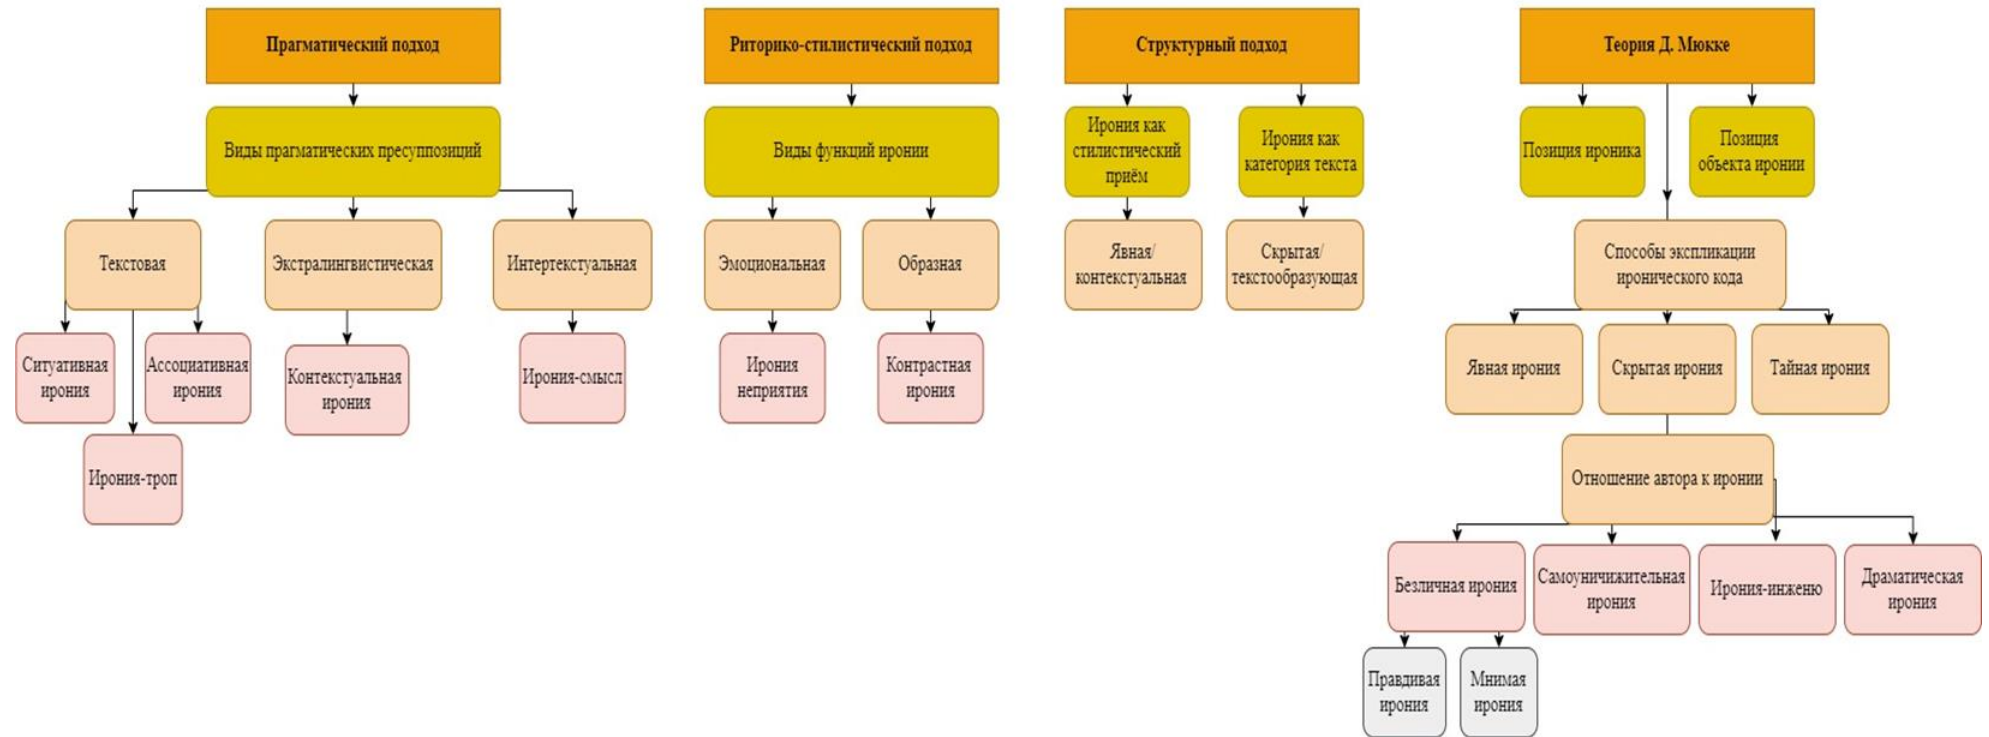 Прагматический подход
Виды прагматических пресуппозиций
Текстовая
Экстралингвистическая
Интертекстуальная
Ситуативная
ирония
Ассоциативная
ирония
Контекстуальная
ирония
Ирония-смысл
Ирония-троп
Риторико-стилистический подход
Виды функций иронии
Эмоциональная
Образная
Ирония
неприятия
Контрастная
ирония
Структурный подход
Ирония как
стилистический
приём
Ирония как
категория текста
Явная/
контекстуальная
Скрытая/
текстообразующая
Теория Д. Мюкке
Позиция ироника
Позиция
объекта иронии
Способы экспликации
иронического кода
Явная ирония
Скрытая ирония
Тайная ирония
Отношение автора к иронии
Безличная ирония
Самоуничижительная
ирония
Ирония-инженю
Драматическая
ирония
Правдивая
ирония
Мнимая
ирония